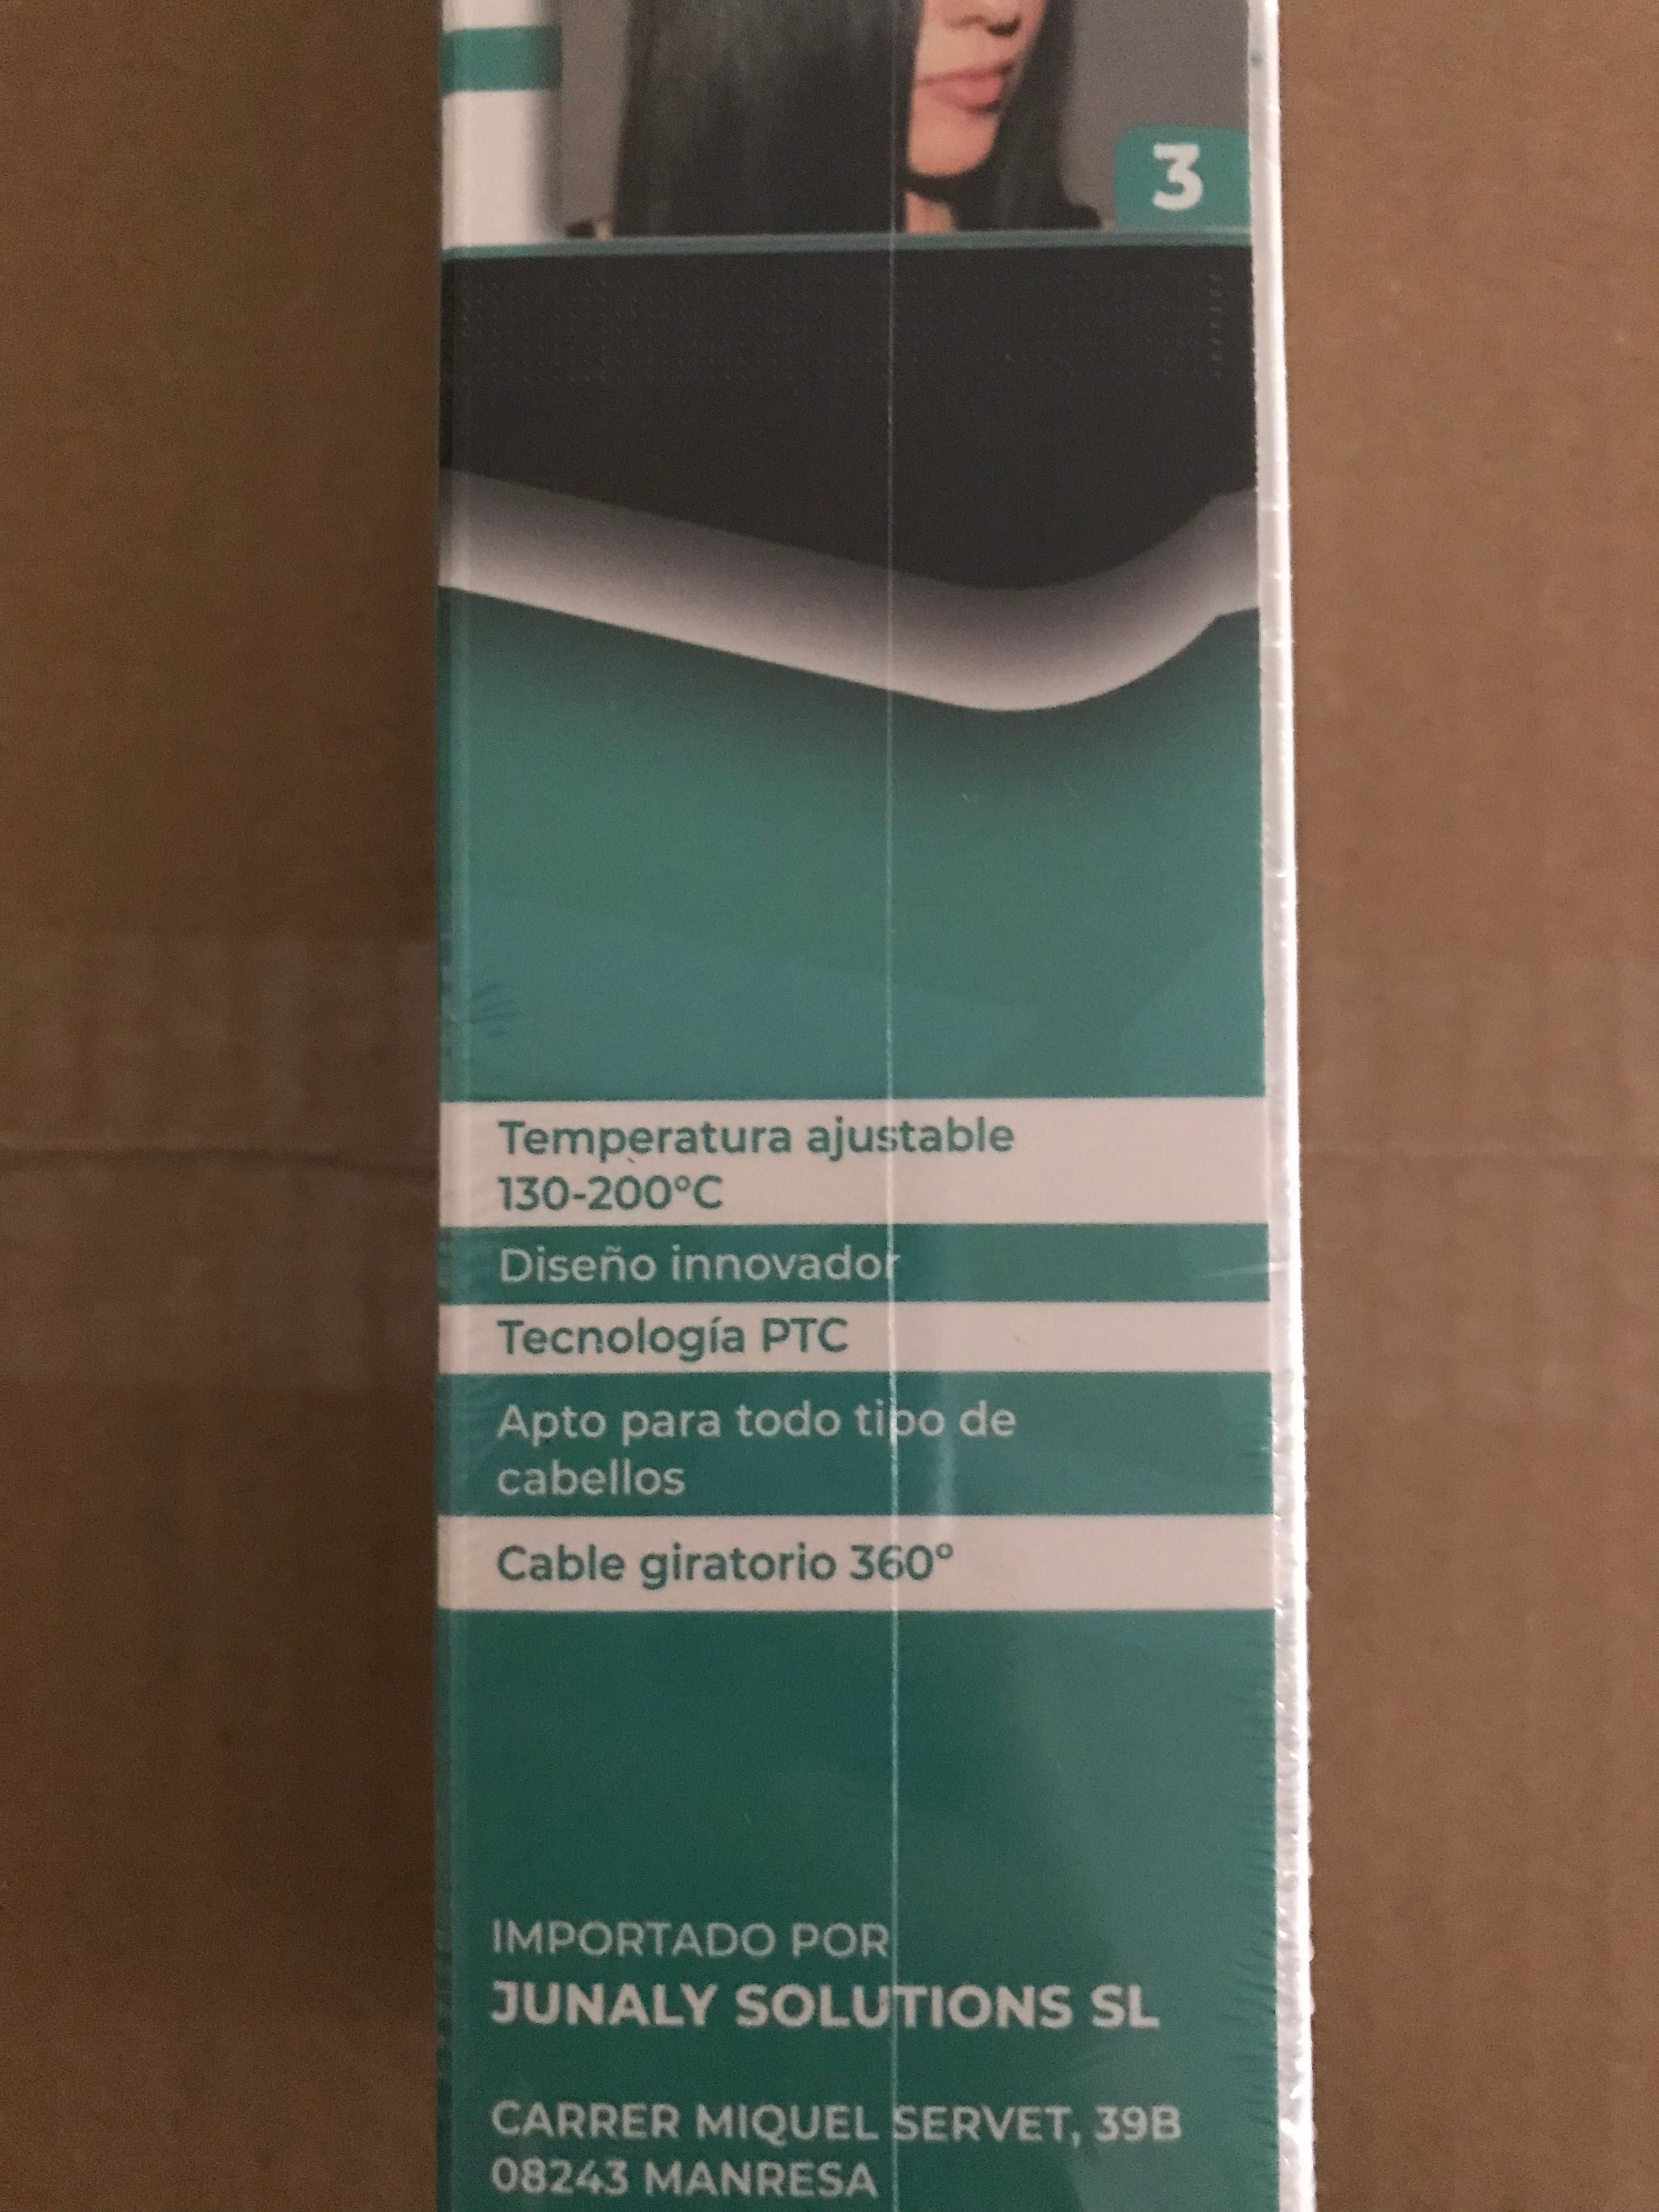 3
Temperatura ajustable
130-200°C
Diseño innovador
Tecnología PTC
Apto para todo tipo de
cabellos
Cable giratorio 360°
IMPORTADO POR
JUNALY SOLUTIONS SL
CARRER MIQUEL SERVET, 39B
08243 MANRESA